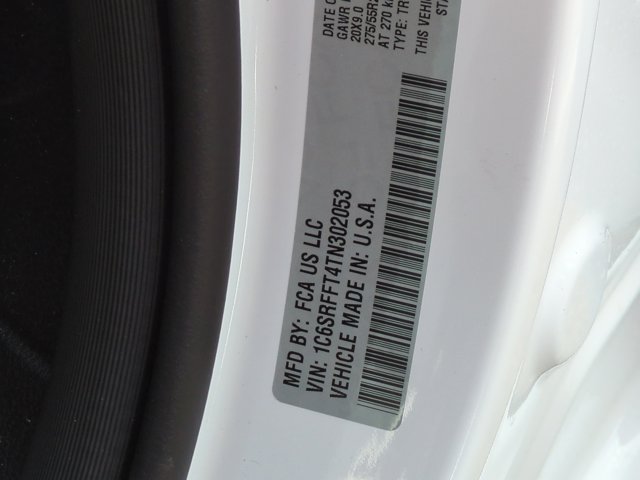 MFD BY: FCA US LLC
VIN: 1C6SRFFT4TN302053
VEHICLE MADE IN: U.S.A.
DATE O
GAWR
20X9.0
275/55R2
AT 270 k
TYPE: TR
THIS VEHI
STA